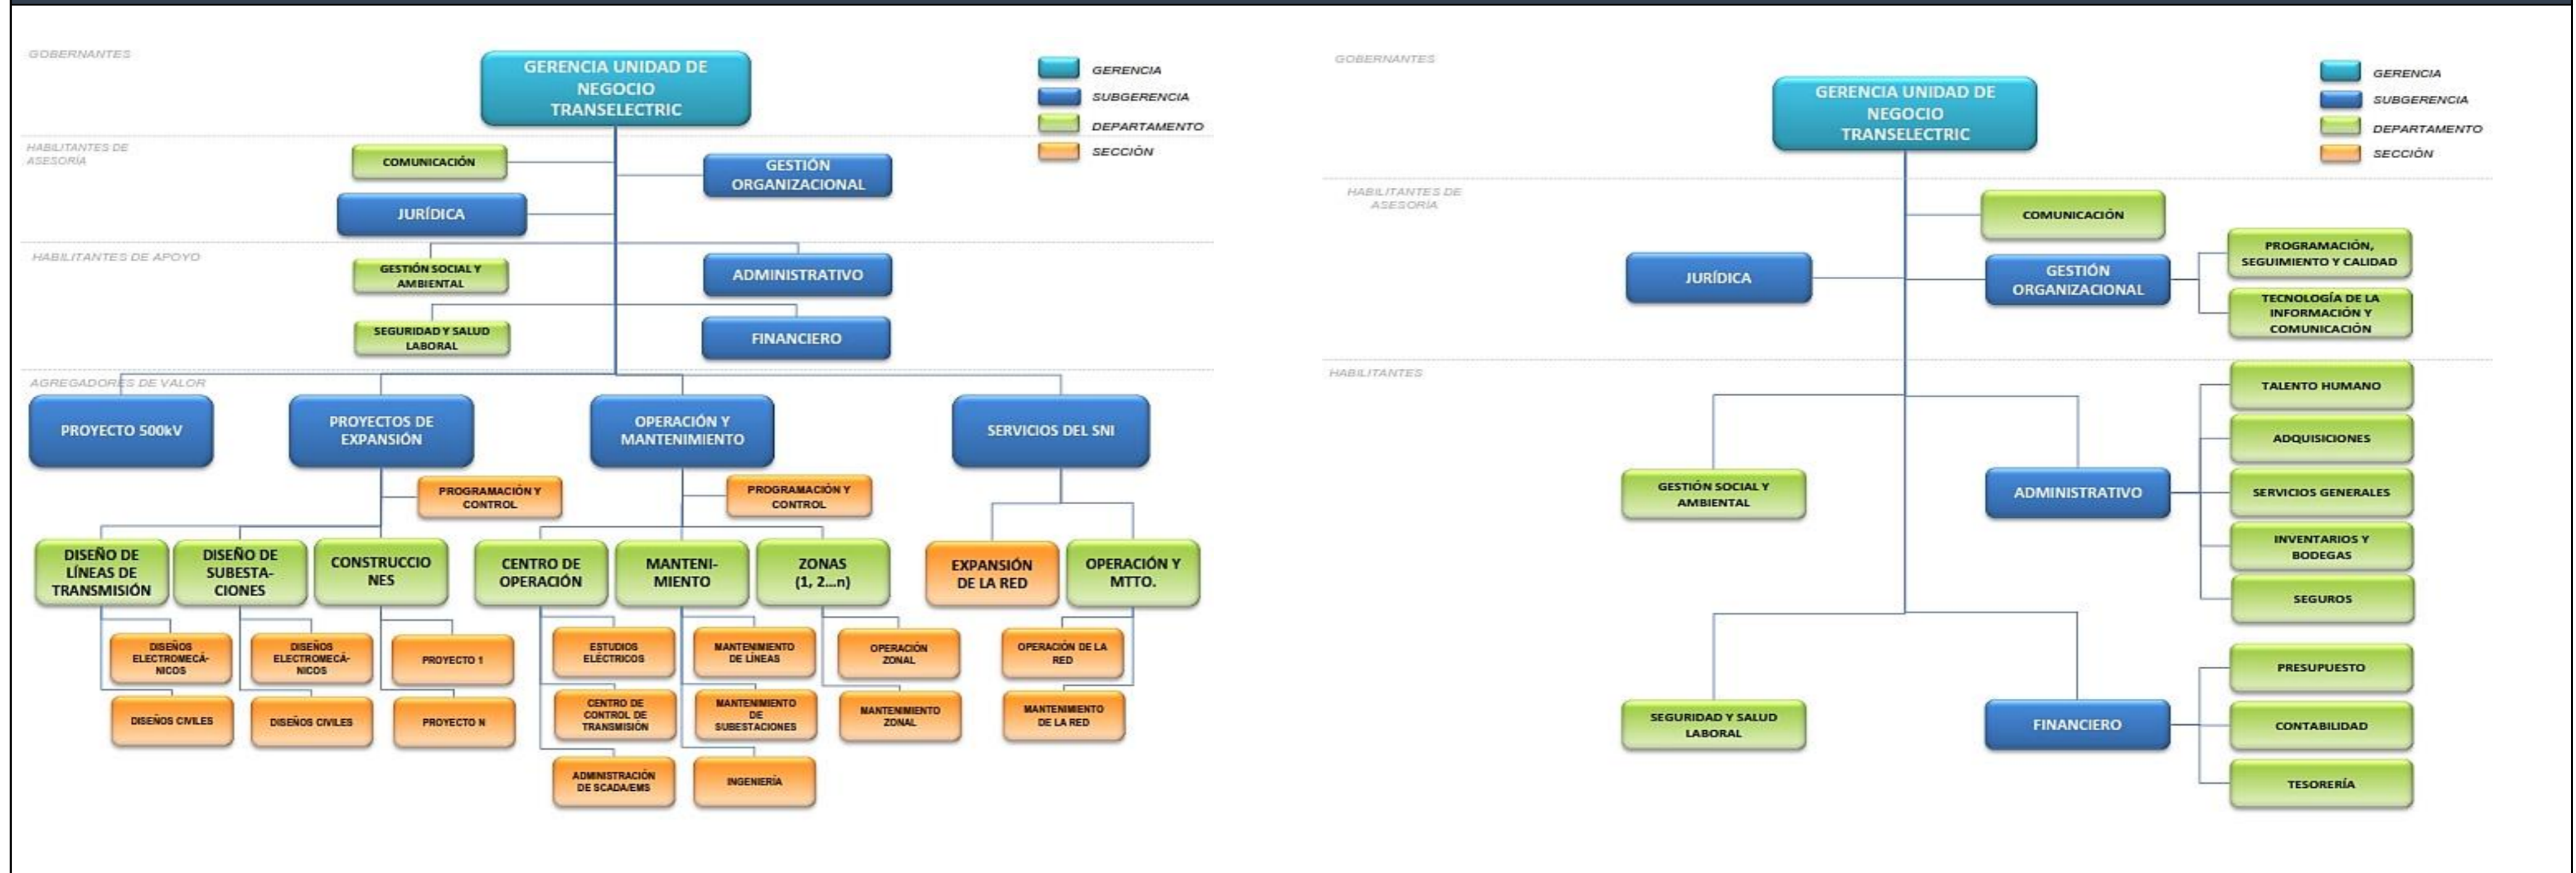 GOBERNANTES
GERENCIA UNIDAD DE
NEGOCIO
TRANSELECTRIC
GERENCIA
SUBGERENCIA
DEPARTAMENTO
SECCIÓN
HABILITANTES DE
ASESORÍA
COMUNICACIÓN
GESTIÓN
ORGANIZACIONAL
JURÍDICA
HABILITANTES DE APOYO
GESTIÓN SOCIAL Y
AMBIENTAL
ADMINISTRATIVO
SEGURIDAD Y SALUD
LABORAL
FINANCIERO
AGREGADORES DE VALOR
PROYECTO 500kV
PROYECTOS DE
EXPANSIÓN
OPERACIÓN Y
MANTENIMIENTO
SERVICIOS DEL SNI
PROGRAMACIÓN Y
CONTROL
PROGRAMACIÓN Y
CONTROL
DISEÑO DE
LÍNEAS DE
TRANSMISIÓN
DISEÑO DE
SUBESTA-
CIONES
CONSTRUCCIO
NES
CENTRO DE
OPERACIÓN
MANTENI-
MIENTO
ZONAS
(1, 2...n)
EXPANSIÓN
DE LA RED
OPERACIÓN Y
MTTO.
DISEÑOS
ELECTROMECÁ-
NICOS
DISEÑOS
ELECTROMECÁ-
NICOS
PROYECTO 1
ESTUDIOS
ELÉCTRICOS
MANTENIMIENTO
DE LÍNEAS
OPERACIÓN
ZONAL
OPERACIÓN DE LA
RED
DISEÑOS CIVILES
DISEÑOS CIVILES
PROYECTO N
CENTRO DE
CONTROL DE
TRANSMISIÓN
MANTENIMIENTO
DE
SUBESTACIONES
MANTENIMIENTO
ZONAL
MANTENIMIENTO
DE LA RED
ADMINISTRACIÓN
DE SCADA/EMS
INGENIERÍA
GOBERNANTES
GERENCIA UNIDAD DE
NEGOCIO
TRANSELECTRIC
GERENCIA
SUBGERENCIA
DEPARTAMENTO
SECCIÓN
HABILITANTES DE
ASESORÍA
COMUNICACIÓN
JURÍDICA
GESTIÓN
ORGANIZACIONAL
PROGRAMACIÓN,
SEGUIMIENTO Y CALIDAD
TECNOLOGÍA DE LA
INFORMACIÓN Y
COMUNICACIÓN
HABILITANTES
TALENTO HUMANO
ADQUISICIONES
GESTIÓN SOCIAL Y
AMBIENTAL
ADMINISTRATIVO
SERVICIOS GENERALES
INVENTARIOS Y
BODEGAS
SEGUROS
PRESUPUESTO
SEGURIDAD Y SALUD
LABORAL
FINANCIERO
CONTABILIDAD
TESORERÍA